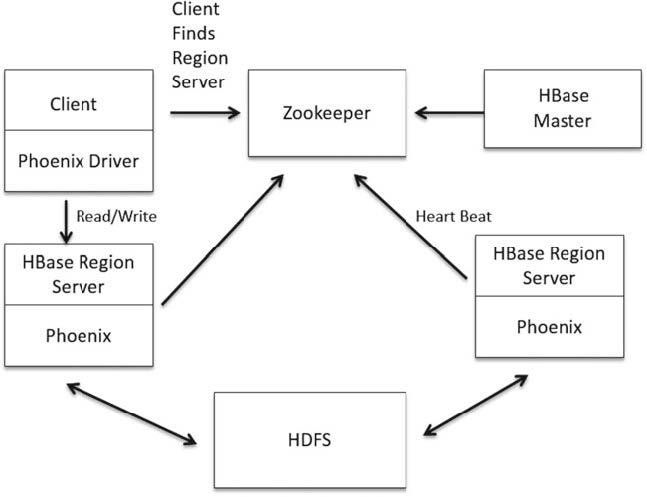 Client
Finds
Region
Server
Client
Phoenix Driver
Zookeeper
HBase
Master
Read/Write
Heart Beat
HBase Region
Server
Phoenix
HBase Region
Server
Phoenix
HDFS